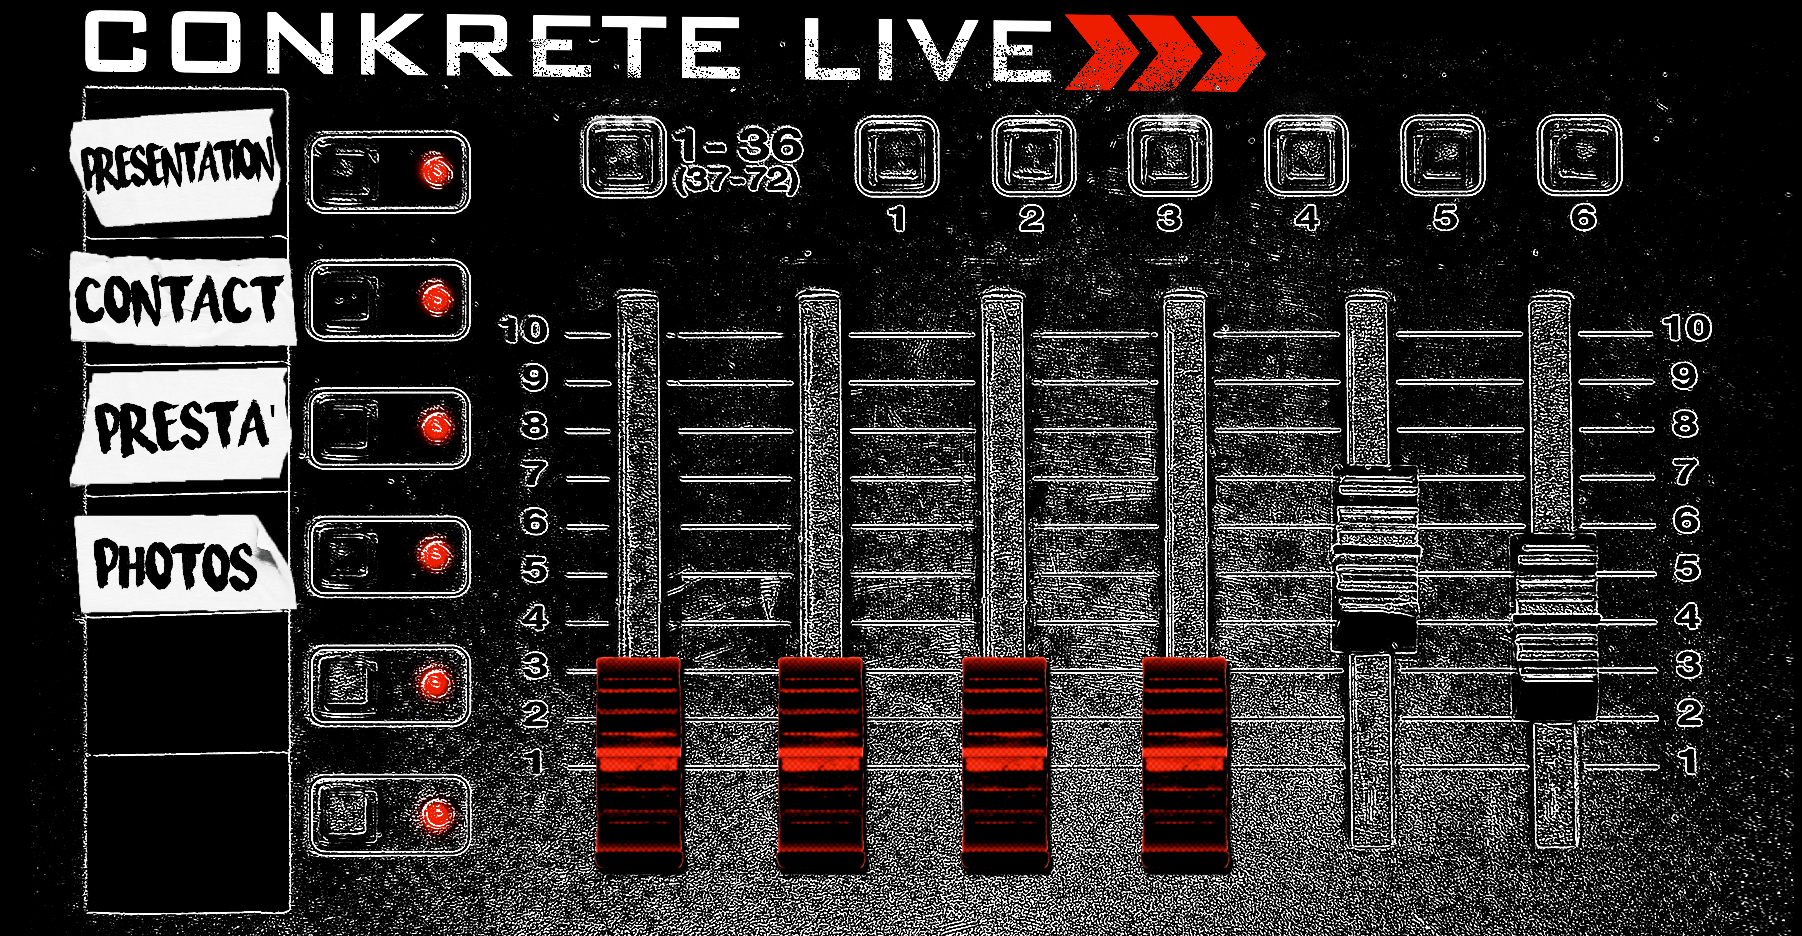 CONKRETE LIVE
PRESENTATION
CONTACT
PRESTA'
PHOTOS
1-36
(37-72)
1 2 3 4 5 6
10 10
9 9
8 8
7 7
6 6
5 5
4 4
3 3
2 2
1 1